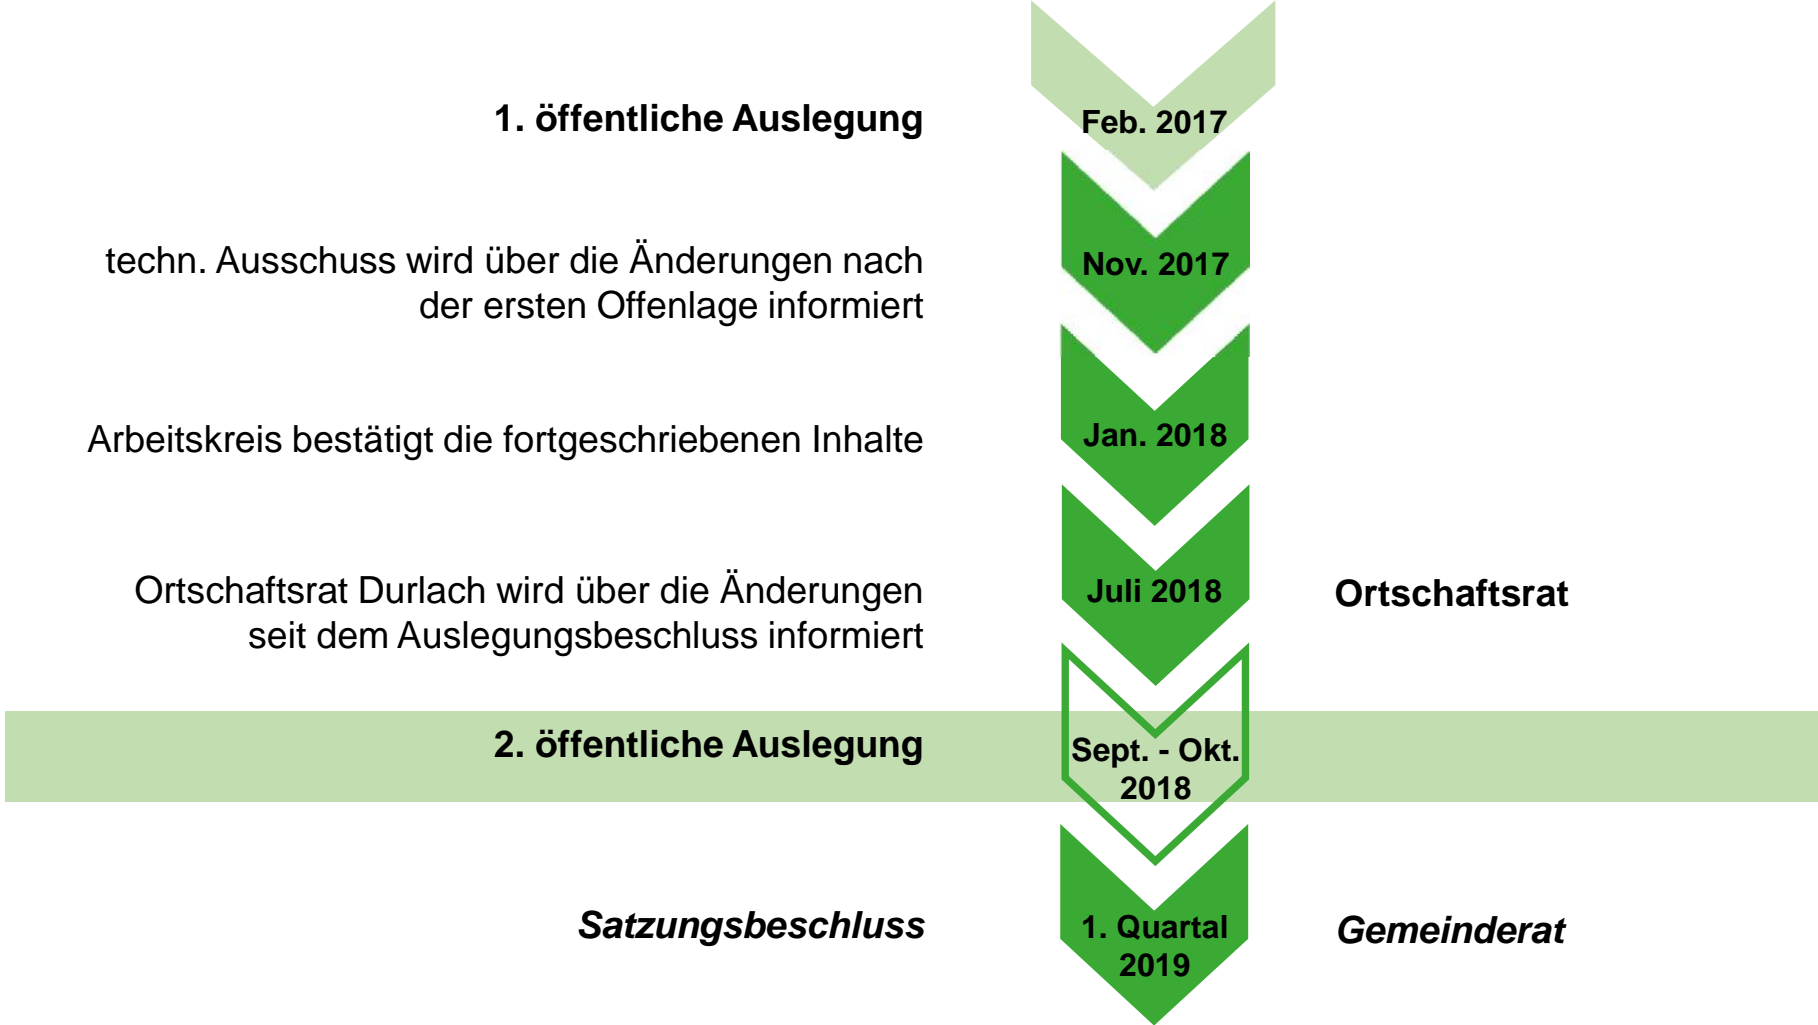 1. öffentliche Auslegung
Feb. 2017
techn. Ausschuss wird über die Änderungen nach
der ersten Offenlage informiert
Nov. 2017
Arbeitskreis bestätigt die fortgeschriebenen Inhalte
Jan. 2018
Ortschaftsrat Durlach wird über die Änderungen
seit dem Auslegungsbeschluss informiert
Juli 2018
Ortschaftsrat
2. öffentliche Auslegung
Sept. - Okt.
2018
Satzungsbeschluss
1. Quartal
2019
Gemeinderat